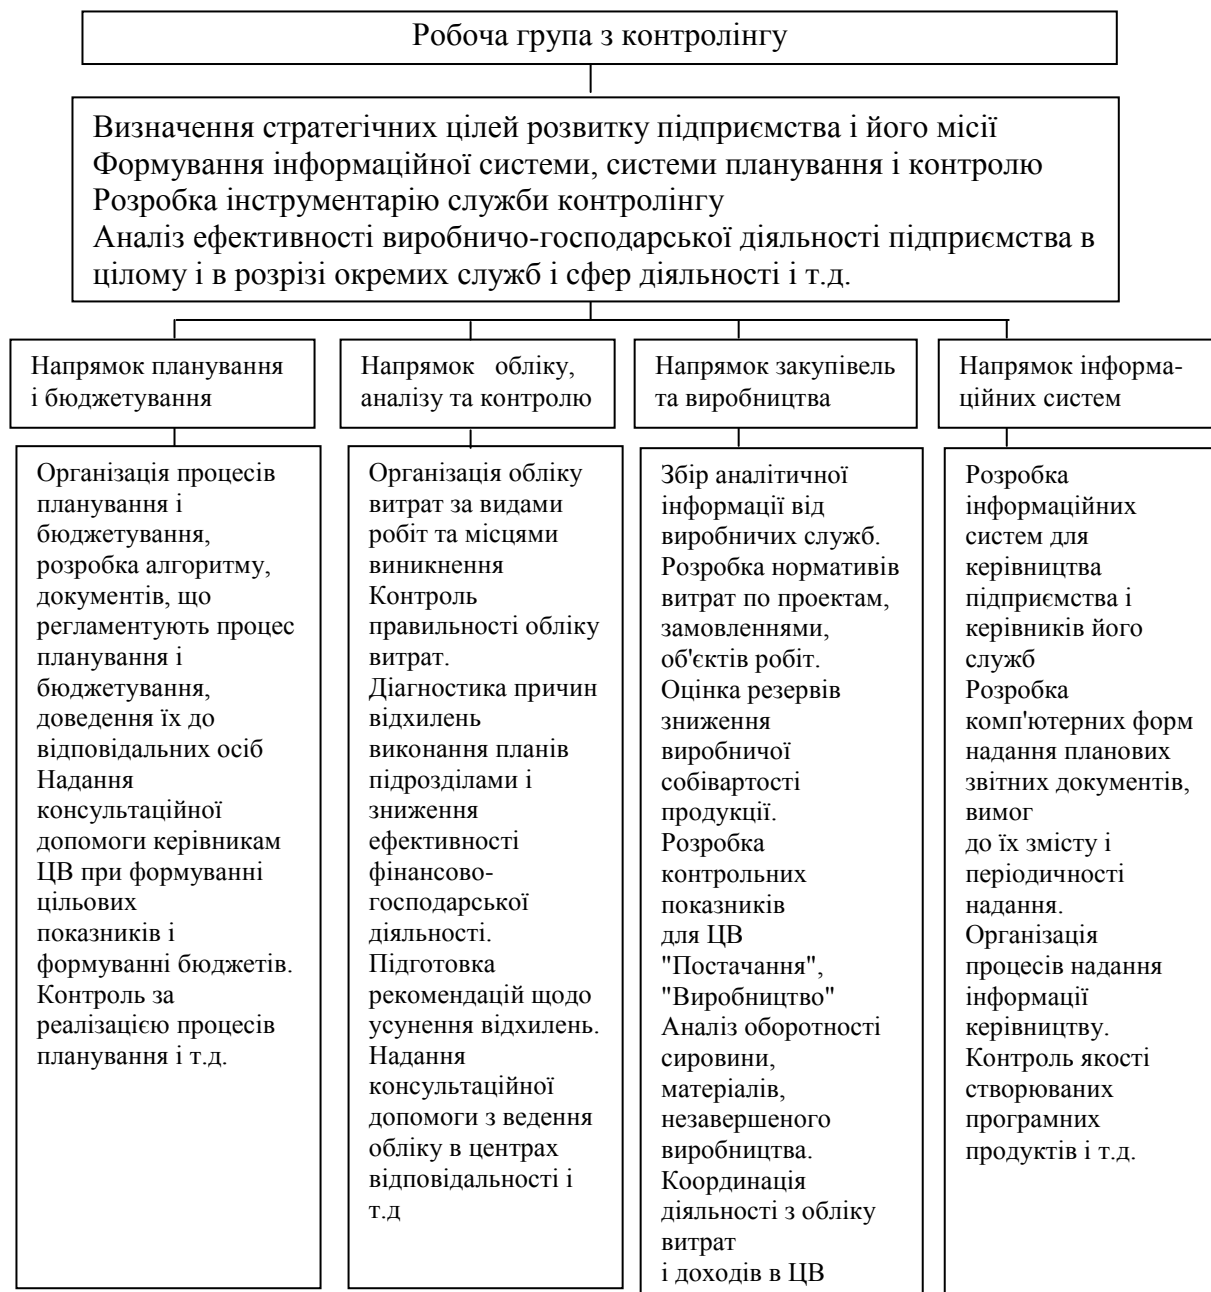 Робоча група з контролінгу
Визначення стратегічних цілей розвитку підприємства і його місії
Формування інформаційної системи, системи планування і контролю
Розробка інструментарію служби контролінгу
Аналіз ефективності виробничо-господарської діяльності підприємства в
цілому і в розрізі окремих служб і сфер діяльності і т.д.
Напрямок планування
і бюджетування
Організація процесів
планування і
бюджетування,
розробка алгоритму,
документів, що
регламентують процес
планування і
бюджетування,
доведення їх до
відповідальних осіб
Надання
консультаційної
допомоги керівникам
ЦВ при формуванні
цільових
показників і
формуванні бюджетів.
Контроль за
реалізацією процесів
планування і т.д.
Напрямок обліку,
аналізу та контролю
Організація обліку
витрат за видами
робіт та місцями
виникнення
Контроль
правильності обліку
витрат.
Діагностика причин
відхилень
виконання планів
підрозділами і
зниження
ефективності
фінансово-
господарської
діяльності.
Підготовка
рекомендацій щодо
усунення відхилень.
Надання
консультаційної
допомоги з ведення
обліку в центрах
відповідальності і
т.д
Напрямок закупівель
та виробництва
Збір аналітичної
інформації від
виробничих служб.
Розробка нормативів
витрат по проектам,
замовленнями,
об'єктів робіт.
Оцінка резервів
зниження
виробничої
собівартості
продукції.
Розробка
контрольних
показників
для ЦВ
"Постачання",
"Виробництво"
Аналіз оборотності
сировини,
матеріалів,
незавершеного
виробництва.
Координація
діяльності з обліку
витрат
і доходів в ЦВ
Напрямок інформа-
ційних систем
Розробка
інформаційних
систем для
керівництва
підприємства і
керівників його
служб
Розробка
комп'ютерних форм
надання планових
звітних документів,
вимог
до їх змісту і
періодичності
надання.
Організація
процесів надання
інформації
керівництву.
Контроль якості
створюваних
програмних
продуктів і т.д.